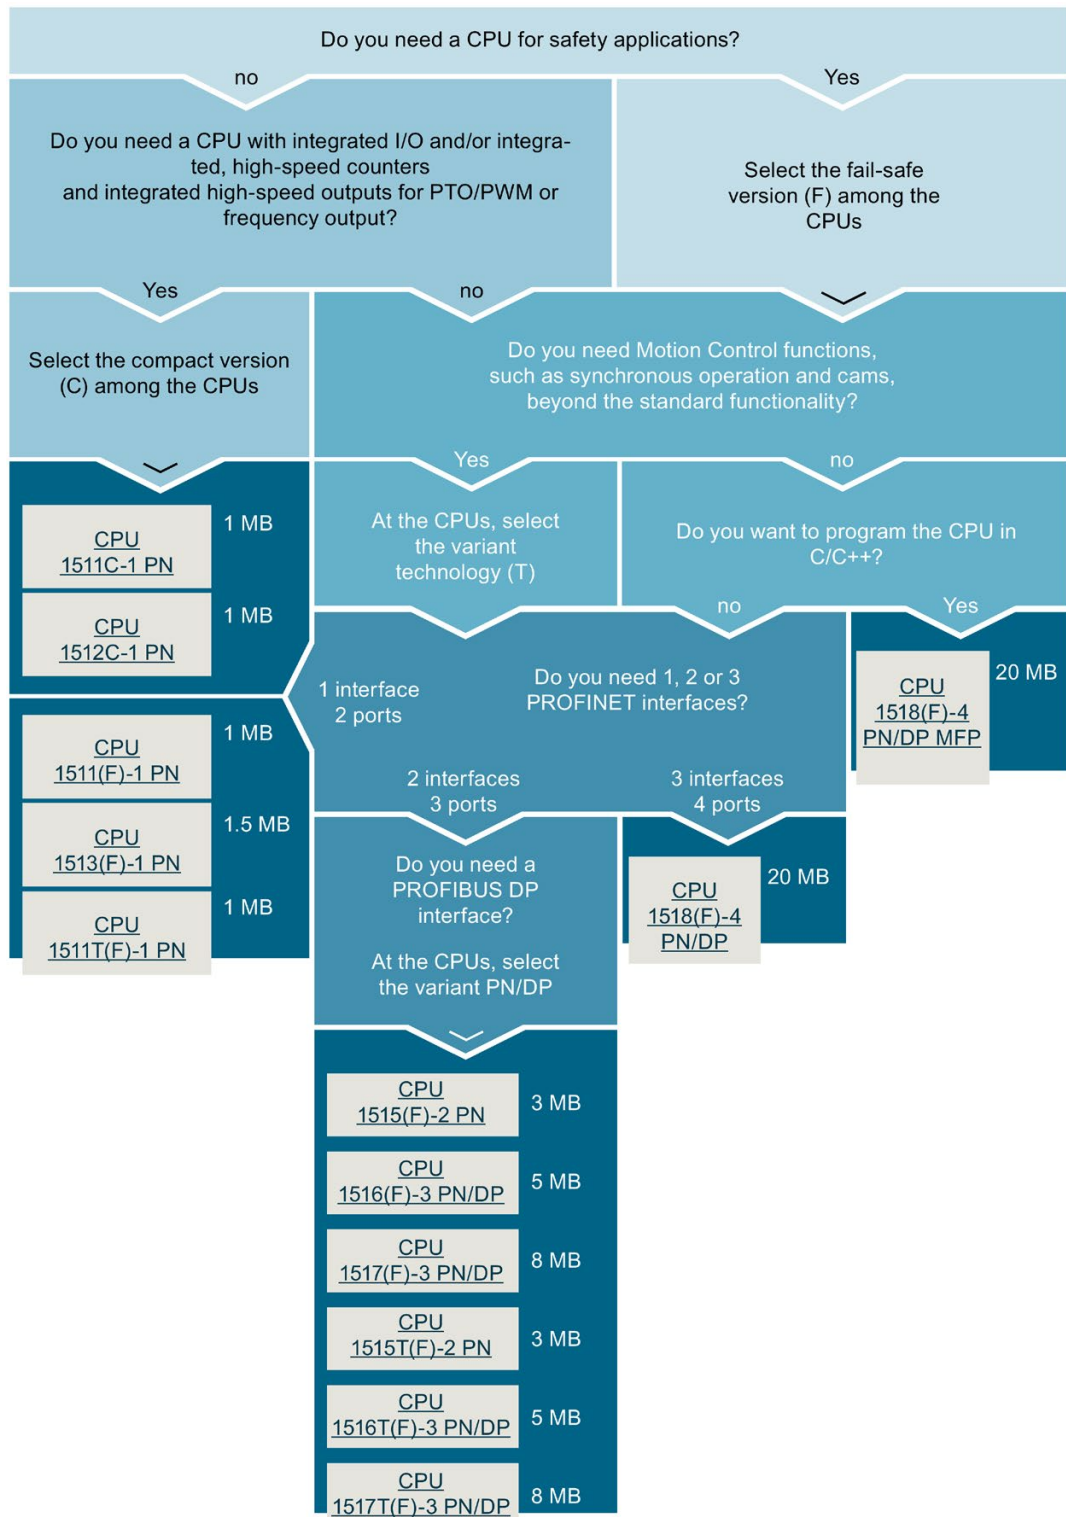 Do you need a CPU for safety applications?
no
Yes
Do you need a CPU with integrated I/O and/or integra-
ted, high-speed counters
and integrated high-speed outputs for PTO/PWM or
frequency output?
Select the fail-safe
version (F) among the
CPUs
Yes
no
Select the compact version
(C) among the CPUs
Do you need Motion Control functions,
such as synchronous operation and cams,
beyond the standard functionality?
Yes
no
CPU
1511C-1 PN
1 MB
CPU
1512C-1 PN
1 MB
At the CPUs, select
the variant
technology (T)
Do you want to program the CPU in
C/C++?
no
Yes
1 interface
2 ports
Do you need 1, 2 or 3
PROFINET interfaces?
CPU
1518(F)-4
PN/DP MFP
20 MB
CPU
1511(F)-1 PN
1 MB
CPU
1513(F)-1 PN
1.5 MB
CPU
1511T(F)-1 PN
1 MB
2 interfaces
3 ports
3 interfaces
4 ports
Do you need a
PROFIBUS DP
interface?
At the CPUs, select
the variant PN/DP
CPU
1518(F)-4
PN/DP
20 MB
CPU
1515(F)-2 PN
3 MB
CPU
1516(F)-3 PN/DP
5 MB
CPU
1517(F)-3 PN/DP
8 MB
CPU
1515T(F)-2 PN
3 MB
CPU
1516T(F)-3 PN/DP
5 MB
CPU
1517T(F)-3 PN/DP
8 MB